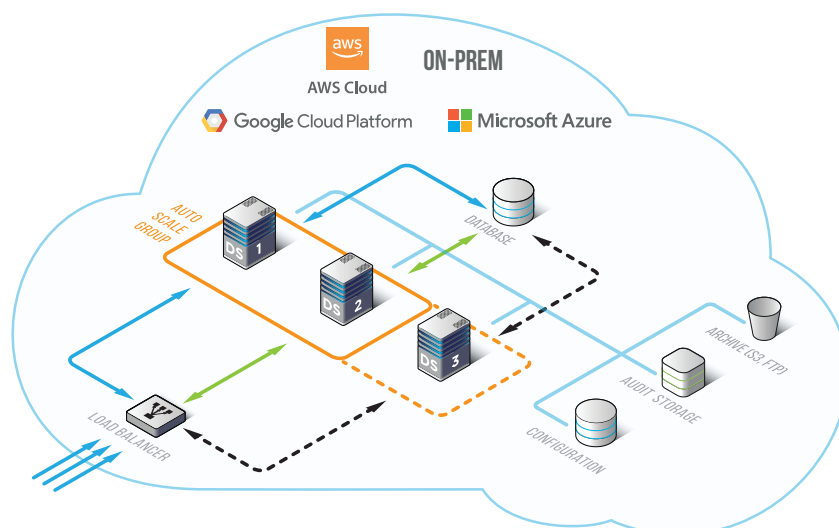 aws
AWS Cloud
ON-PREM
Google Cloud Platform
Microsoft Azure
AUTO
SCALE
GROUP
DS 1
DATABASE
DS 2
DS 3
ARCHIVE (S3, FTP)
AUDIT STORAGE
LOAD BALANCER
CONFIGURATION